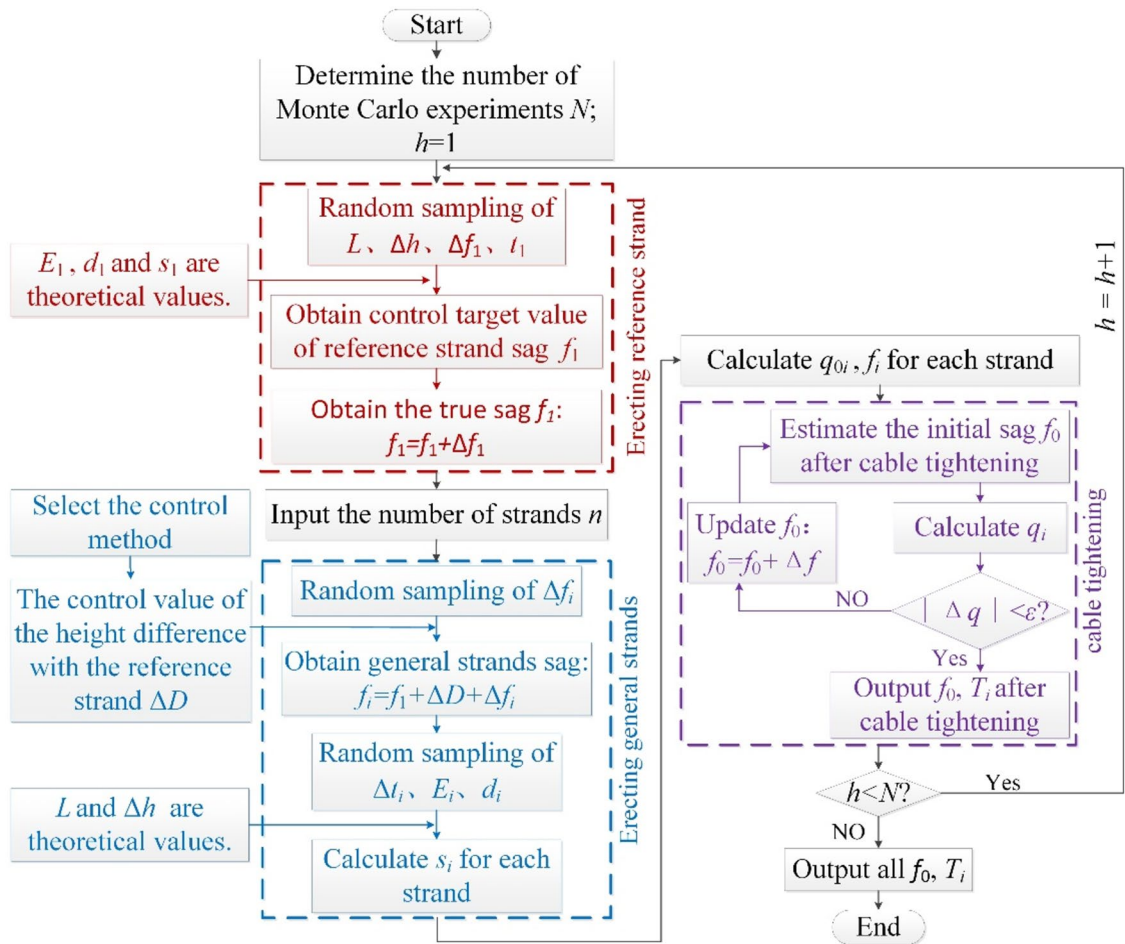 Start
Determine the number of
Monte Carlo experiments N;
h=1
Random sampling of
L、Δh、Δf₁、t₁
E₁, d₁ and s₁ are
theoretical values.
Obtain control target value
of reference strand sag f₁
Obtain the true sag f₁:
f₁=f₁+Δf₁
Erecting reference strand
Input the number of strands n
Select the control
method
The control value of
the height difference
with the reference
strand ΔD
Random sampling of Δfᵢ
Obtain general strands sag:
fᵢ=f₁+ΔD+Δfᵢ
Random sampling of
Δtᵢ、Eᵢ、dᵢ
L and Δh are
theoretical values.
Calculate sᵢ for each
strand
Erecting general strands
Calculate q₀ᵢ, fᵢ for each strand
Estimate the initial sag f₀
after cable tightening
Calculate qᵢ
Update f₀:
f₀=f₀+ Δf
| Δq | <ε?
NO
Yes
Output f₀, Tᵢ after
cable tightening
cable tightening
h<N?
Yes
h = h+1
NO
Output all f₀, Tᵢ
End